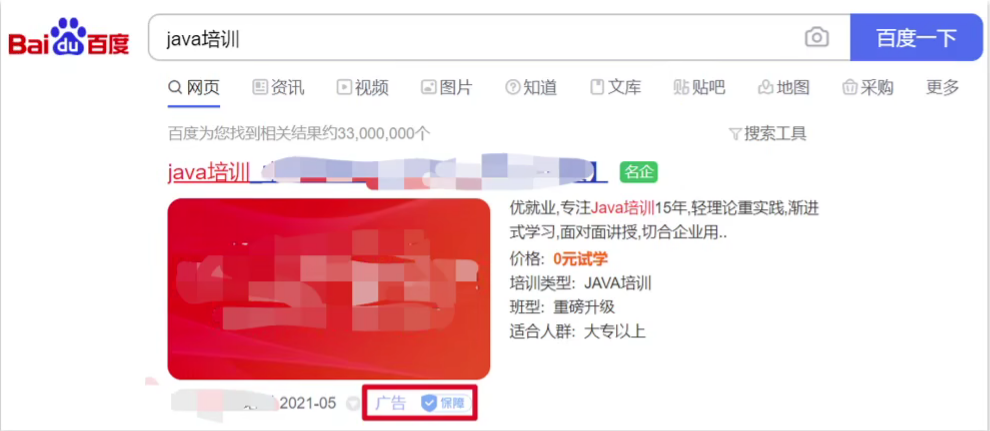 Baidu百度
java培训
百度一下
网页 资讯 视频 图片 知道 文库 贴吧 地图 采购 更多
百度为您找到相关结果约33,000,000个
搜索工具
java培训
名企
优就业,专注Java培训15年,轻理论重实践,渐进
式学习,面对面讲授,切合企业用..
价格: 0元试学
培训类型: JAVA培训
班型: 重磅升级
适合人群: 大专以上
2021-05 广告 保障